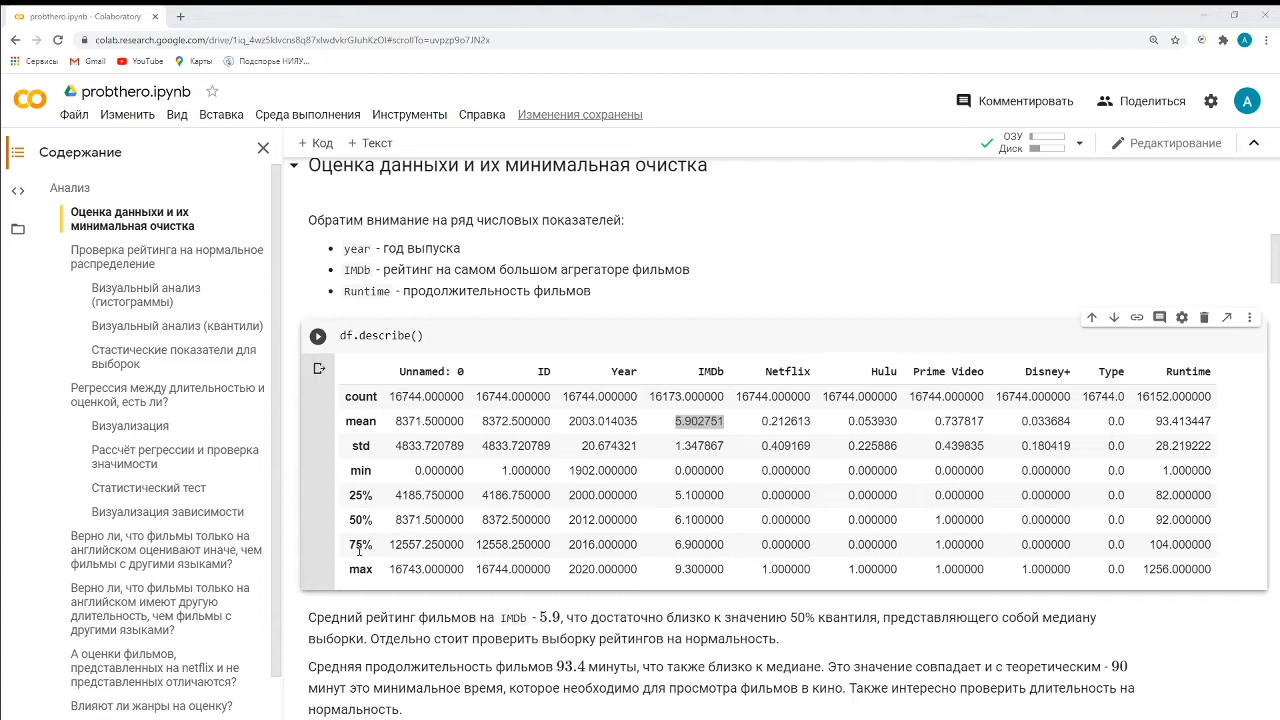 probthero.ipynb - Colaboratory
colab.research.google.com/drive/1iq_4wz5klvcns8q87xlwdvkrGJuhKzOl#scrollTo=uvpzp9o7JN2x
Сервисы Gmail YouTube Карты Подспорье НИЯУ...
probthero.ipynb
Файл Изменить Вид Вставка Среда выполнения Инструменты Справка Изменения сохранены
Комментировать Поделиться A
+ Код + Текст
ОЗУ
Диск
Редактирование
Содержание
Анализ
Оценка данныхи и их
минимальная очистка
Проверка рейтинга на нормальное
распределение
Визуальный анализ
(гистограммы)
Визуальный анализ (квантили)
Стастические показатели для
выборок
Регрессия между длительностью и
оценкой, есть ли?
Визуализация
Рассчёт регрессии и проверка
значимости
Статистический тест
Визуализация зависимости
Верно ли, что фильмы только на
английском оценивают иначе, чем
фильмы с другими языками?
Верно ли, что фильмы только на
английском имеют другую
длительность, чем фильмы с
другими языками?
А оценки фильмов,
представленных на netflix и не
представленных отличаются?
Влияют ли жанры на оценку?
Оценка данныхи и их минимальная очистка
Обратим внимание на ряд числовых показателей:
• year - год выпуска
• IMDb - рейтинг на самом большом агрегаторе фильмов
• Runtime - продолжительность фильмов
df.describe()
Unnamed: 0 ID Year IMDb Netflix Hulu Prime Video Disney+ Type Runtime
count 16744.000000 16744.000000 16744.000000 16173.000000 16744.000000 16744.000000 16744.000000 16744.000000 16744.0 16152.000000
mean 8371.500000 8372.500000 2003.014035 5.902751 0.212613 0.053930 0.737817 0.033684 0.0 93.413447
std 4833.720789 4833.720789 20.674321 1.347867 0.409169 0.225886 0.439835 0.180419 0.0 28.219222
min 0.000000 1.000000 1902.000000 0.000000 0.000000 0.000000 0.000000 0.000000 0.0 1.000000
25% 4185.750000 4186.750000 2000.000000 5.100000 0.000000 0.000000 0.000000 0.000000 0.0 82.000000
50% 8371.500000 8372.500000 2012.000000 6.100000 0.000000 0.000000 1.000000 0.000000 0.0 92.000000
75% 12557.250000 12558.250000 2016.000000 6.900000 0.000000 0.000000 1.000000 0.000000 0.0 104.000000
max 16743.000000 16744.000000 2020.000000 9.300000 1.000000 1.000000 1.000000 1.000000 0.0 1256.000000
Средний рейтинг фильмов на IMDb - 5.9, что достаточно близко к значению 50% квантиля, представляющего собой медиану
выборки. Отдельно стоит проверить выборку рейтингов на нормальность.
Средняя продолжительность фильмов 93.4 минуты, что также близко к медиане. Это значение совпадает и с теоретическим - 90
минут это минимальное время, которое необходимо для просмотра фильмов в кино. Также интересно проверить длительность на
нормальность.